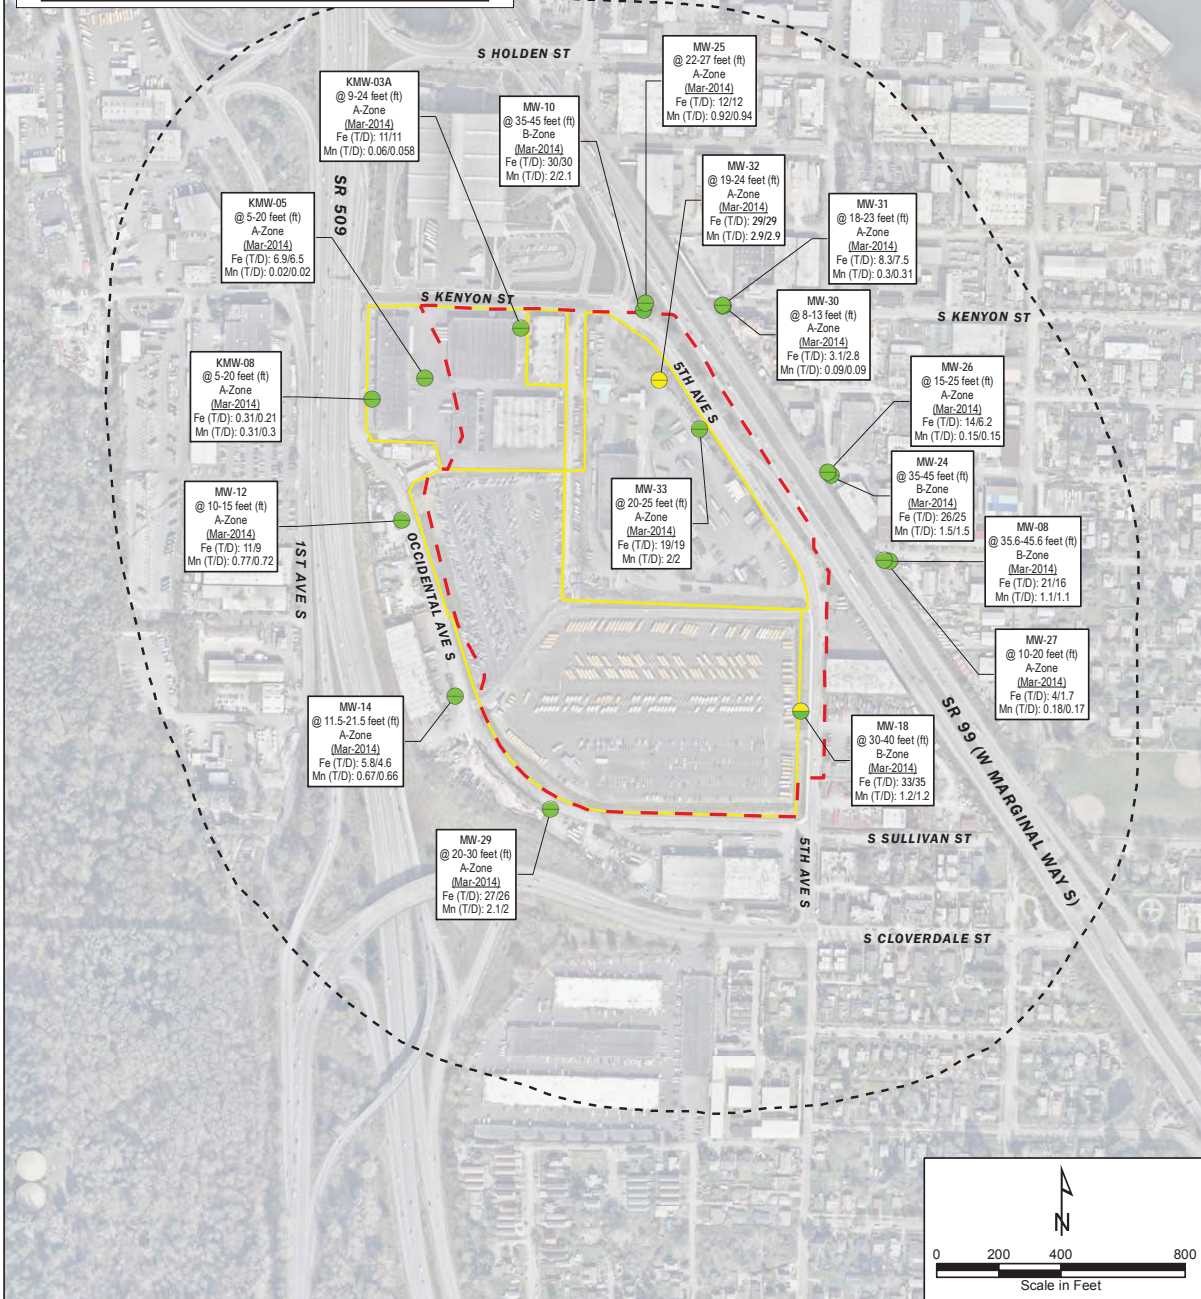 S HOLDEN ST
MW-25
@ 22-27 feet (ft)
A-Zone
(Mar-2014)
Fe (T/D): 12/12
Mn (T/D): 0.92/0.94
KMW-03A
@ 9-24 feet (ft)
A-Zone
(Mar-2014)
Fe (T/D): 11/11
Mn (T/D): 0.06/0.058
MW-10
@ 35-45 feet (ft)
B-Zone
(Mar-2014)
Fe (T/D): 30/30
Mn (T/D): 2/2.1
MW-32
@ 19-24 feet (ft)
A-Zone
(Mar-2014)
Fe (T/D): 29/29
Mn (T/D): 2.9/2.9
SR 509
KMW-05
@ 5-20 feet (ft)
A-Zone
(Mar-2014)
Fe (T/D): 6.9/6.5
Mn (T/D): 0.02/0.02
MW-31
@ 18-23 feet (ft)
A-Zone
(Mar-2014)
Fe (T/D): 8.3/7.5
Mn (T/D): 0.3/0.31
S KENYON ST
S KENYON ST
MW-30
@ 8-13 feet (ft)
A-Zone
(Mar-2014)
Fe (T/D): 3.1/2.8
Mn (T/D): 0.09/0.09
KMW-08
@ 5-20 feet (ft)
A-Zone
(Mar-2014)
Fe (T/D): 0.31/0.21
Mn (T/D): 0.31/0.3
5TH AVE S
MW-26
@ 15-25 feet (ft)
A-Zone
(Mar-2014)
Fe (T/D): 14/6.2
Mn (T/D): 0.15/0.15
MW-24
@ 35-45 feet (ft)
B-Zone
(Mar-2014)
Fe (T/D): 26/25
Mn (T/D): 1.5/1.5
MW-12
@ 10-15 feet (ft)
A-Zone
(Mar-2014)
Fe (T/D): 11/9
Mn (T/D): 0.77/0.72
MW-33
@ 20-25 feet (ft)
A-Zone
(Mar-2014)
Fe (T/D): 19/19
Mn (T/D): 2/2
MW-08
@ 35.6-45.6 feet (ft)
B-Zone
(Mar-2014)
Fe (T/D): 21/16
Mn (T/D): 1.1/1.1
1ST AVE S
OCCIDENTAL AVE S
MW-27
@ 10-20 feet (ft)
A-Zone
(Mar-2014)
Fe (T/D): 4/1.7
Mn (T/D): 0.18/0.17
MW-14
@ 11.5-21.5 feet (ft)
A-Zone
(Mar-2014)
Fe (T/D): 5.8/4.6
Mn (T/D): 0.67/0.66
SR 99 (W MARGINAL WAY S)
MW-18
@ 30-40 feet (ft)
B-Zone
(Mar-2014)
Fe (T/D): 33/35
Mn (T/D): 1.2/1.2
MW-29
@ 20-30 feet (ft)
A-Zone
(Mar-2014)
Fe (T/D): 27/26
Mn (T/D): 2.1/2
S SULLIVAN ST
5TH AVE S
S CLOVERDALE ST
N
0 200 400 800
Scale in Feet